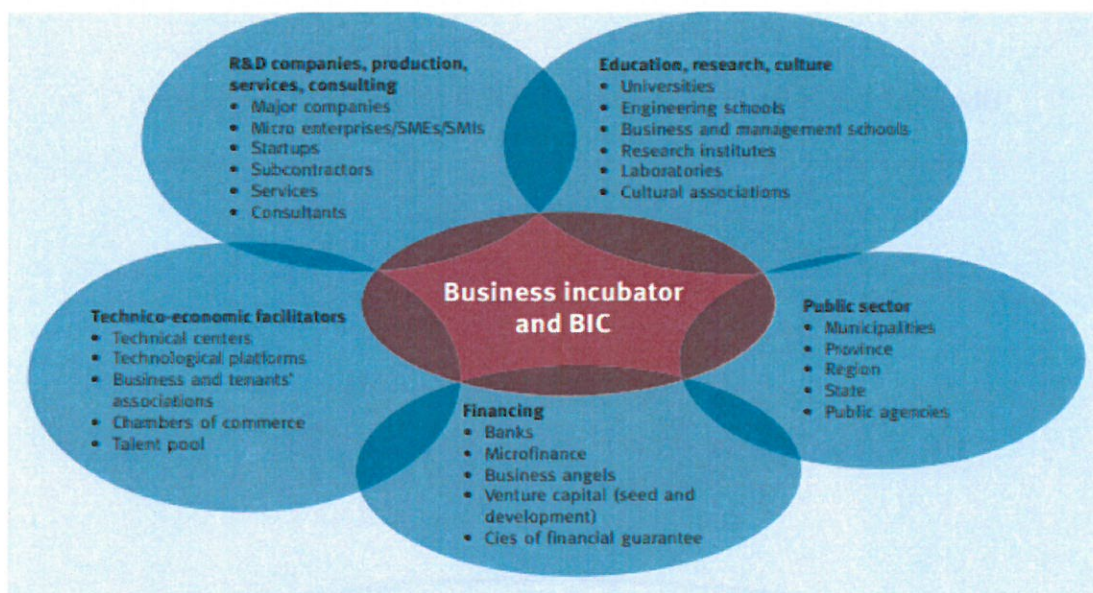 R&D companies, production,
services, consulting
• Major companies
• Micro enterprises/SMEs/SMIs
• Startups
• Subcontractors
• Services
• Consultants
Education, research, culture
• Universities
• Engineering schools
• Business and management schools
• Research institutes
• Laboratories
• Cultural associations
Business incubator
and BIC
Technico-economic facilitators
• Technical centers
• Technological platforms
• Business and tenants'
associations
• Chambers of commerce
• Talent pool
Public sector
• Municipalities
• Province
• Region
• State
• Public agencies
Financing
• Banks
• Microfinance
• Business angels
• Venture capital (seed and
development)
• Cies of financial guarantee